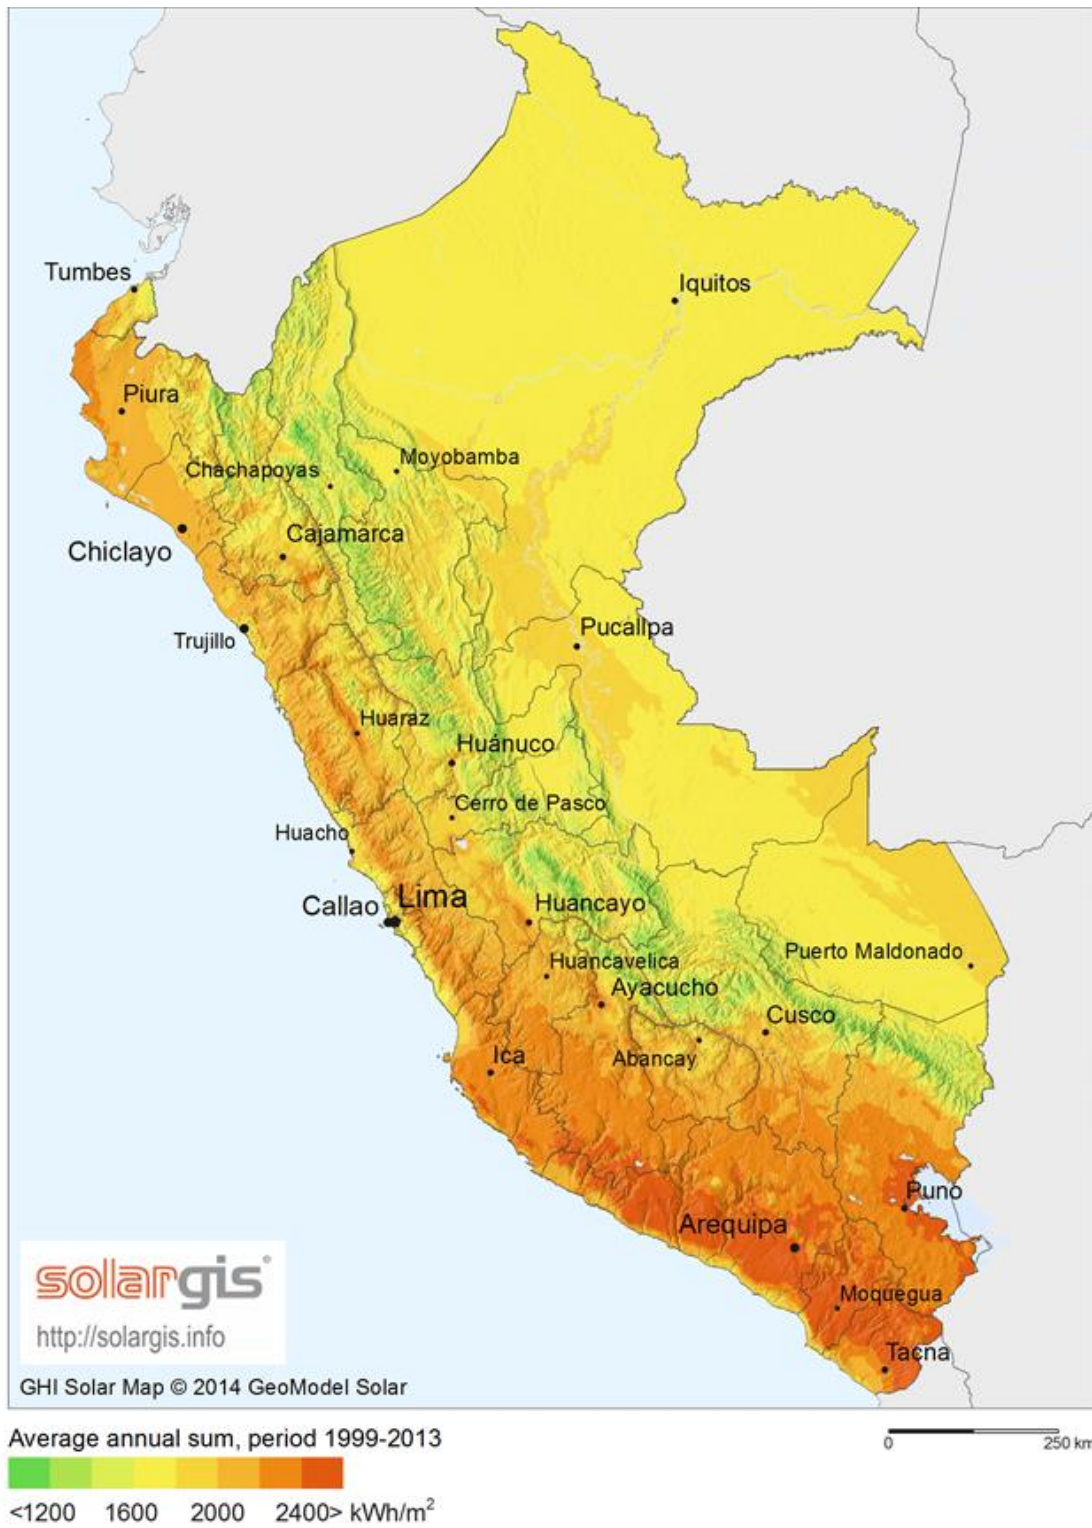 Iquitos
Tumbes
Piura
Moyobamba
Chachapoyas
Cajamarca
Chiclayo
Pucallpa
Trujillo
Huaraz
Huánuco
Cerro de Pasco
Huacho
Lima
Callao
Huancayo
Puerto Maldonado
Huancavelica
Ayacucho
Cusco
Ica
Abancay
Puno
Arequipa
Moquegua
Tacna
solargis®
http://solargis.info
GHI Solar Map © 2014 GeoModel Solar
Average annual sum, period 1999-2013
0 250 km
<1200 1600 2000 2400> kWh/m²